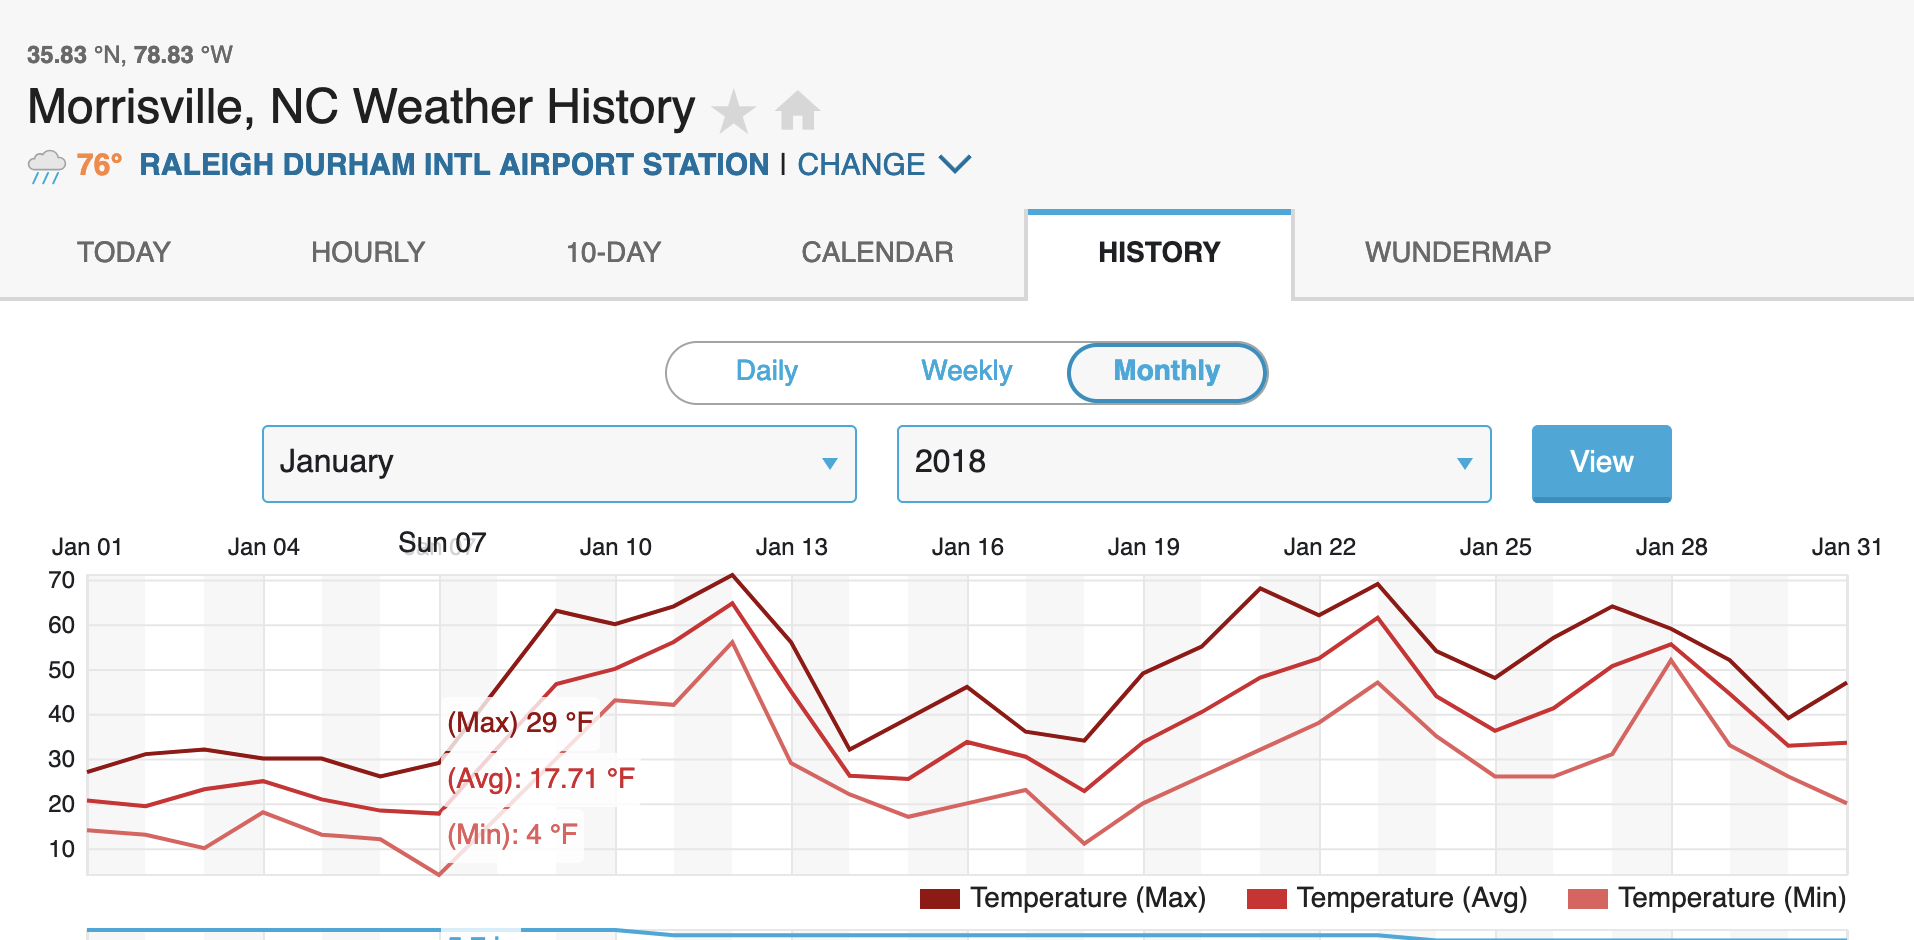 35.83 °N, 78.83 °W
Morrisville, NC Weather History
76° RALEIGH DURHAM INTL AIRPORT STATION | CHANGE
TODAY HOURLY 10-DAY CALENDAR HISTORY WUNDERMAP
Daily Weekly Monthly
January 2018 View
Jan 01 Jan 04 Sun 07 Jan 10 Jan 13 Jan 16 Jan 19 Jan 22 Jan 25 Jan 28 Jan 31
70
60
50
40
(Max) 29 °F
30
(Avg): 17.71 °F
20
(Min): 4 °F
10
Temperature (Max) Temperature (Avg) Temperature (Min)